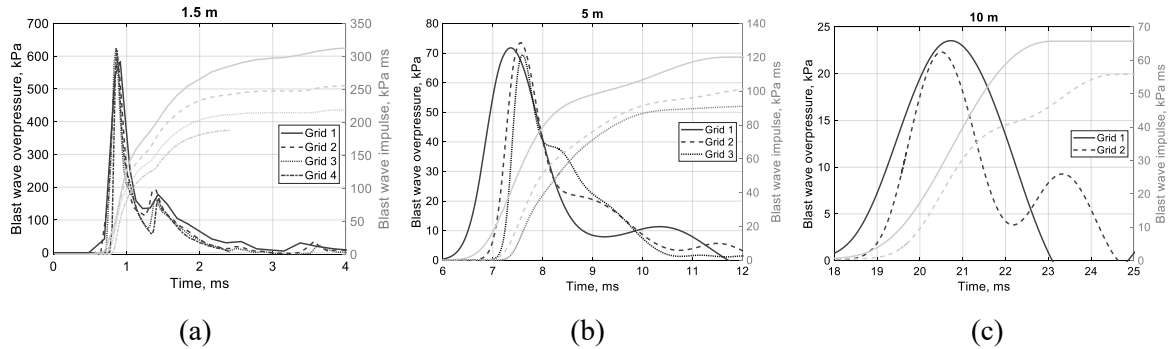 1.5 m
700
600
500
400
300
200
100
0
Blast wave overpressure, kPa
0 1 2 3 4
Time, ms
350
300
250
200
150
100
50
0
Blast wave impulse, kPa ms
Grid 1
Grid 2
Grid 3
Grid 4
(a)
5 m
80
70
60
50
40
30
20
10
0
Blast wave overpressure, kPa
6 7 8 9 10 11 12
Time, ms
140
120
100
80
60
40
20
0
Blast wave impulse, kPa ms
Grid 1
Grid 2
Grid 3
(b)
10 m
25
20
15
10
5
0
Blast wave overpressure, kPa
18 19 20 21 22 23 24 25
Time, ms
70
60
50
40
30
20
10
0
Blast wave impulse, kPa ms
Grid 1
Grid 2
(c)